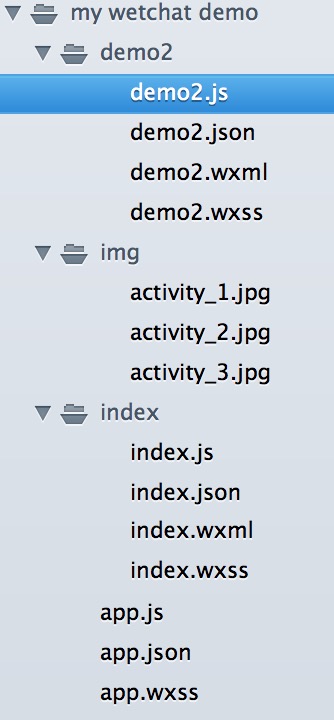 my wetchat demo
demo2
demo2.js
demo2.json
demo2.wxml
demo2.wxss
img
activity_1.jpg
activity_2.jpg
activity_3.jpg
index
index.js
index.json
index.wxml
index.wxss
app.js
app.json
app.wxss